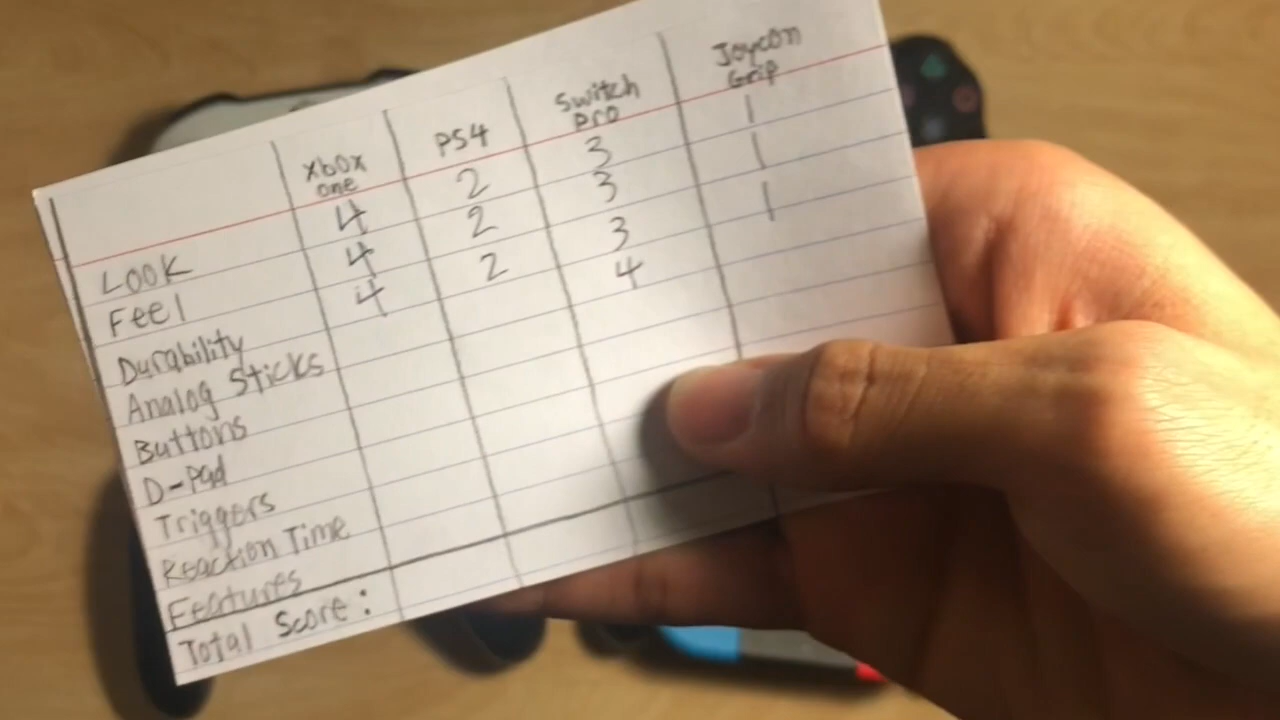 Xbox one PS4 Switch Pro Joycon Grip
Look 4 2 3 1
Feel 4 2 3 1
Durability 4 2 3 1
Analog Sticks 4
Buttons
D-Pad
Triggers
Reaction Time
Features
Total Score: